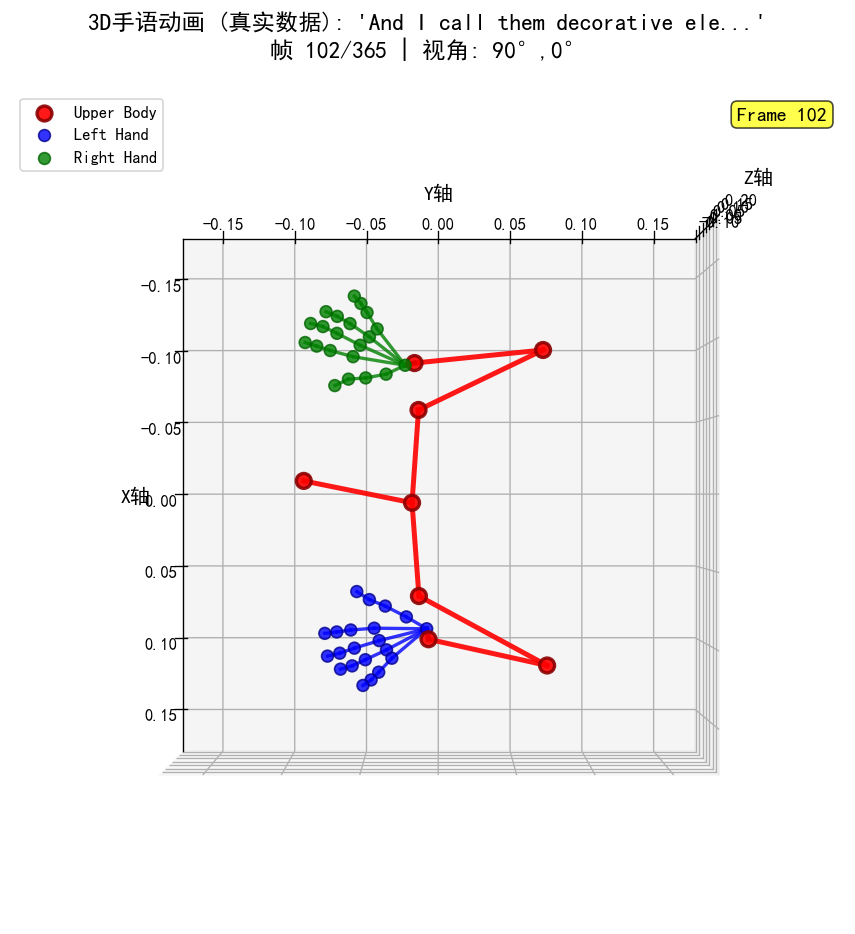 3D手语动画 (真实数据): 'And I call them decorative ele...'
帧 102/365 | 视角: 90°,0°
Upper Body
Left Hand
Right Hand
Frame 102
Z轴
Y轴
-0.15 -0.10 -0.05 0.00 0.05 0.10 0.15
-0.15
-0.10
-0.05
X轴
0.00
0.05
0.10
0.15